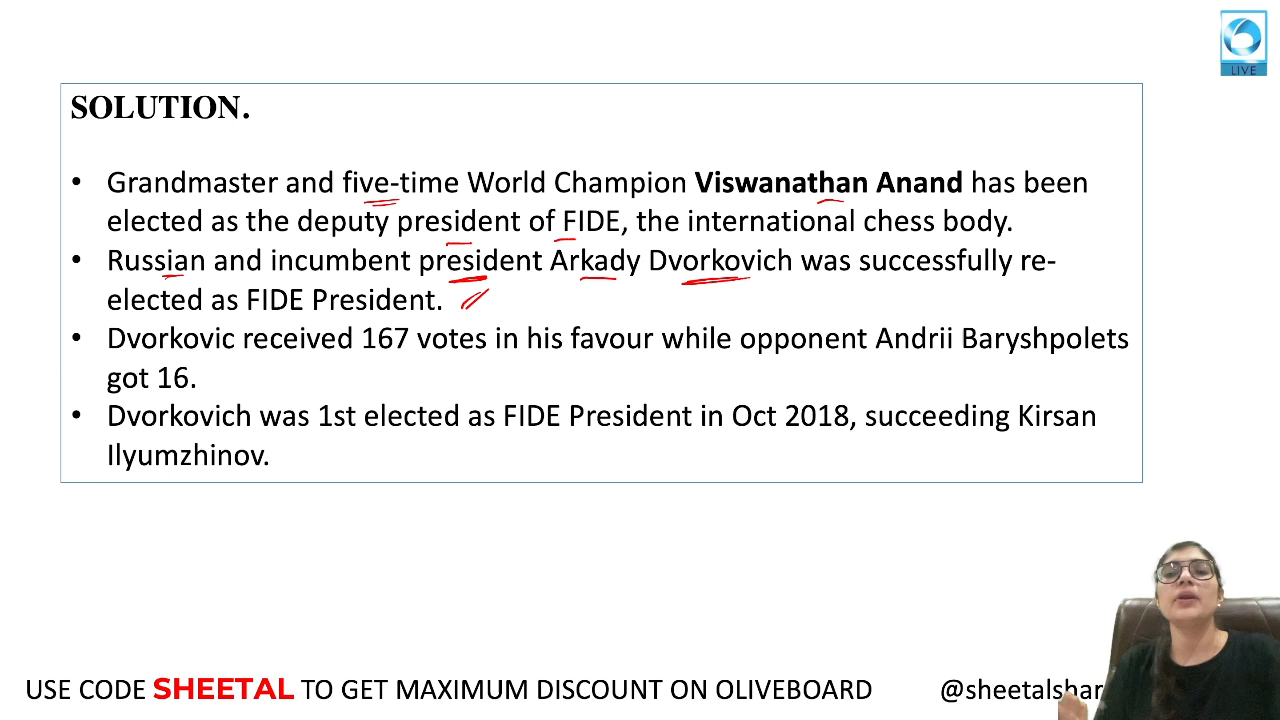 LIVE
SOLUTION.
• Grandmaster and five-time World Champion Viswanathan Anand has been
elected as the deputy president of FIDE, the international chess body.
• Russian and incumbent president Arkady Dvorkovich was successfully re-
elected as FIDE President.
• Dvorkovic received 167 votes in his favour while opponent Andrii Baryshpolets
got 16.
• Dvorkovich was 1st elected as FIDE President in Oct 2018, succeeding Kirsan
Ilyumzhinov.
USE CODE SHEETAL TO GET MAXIMUM DISCOUNT ON OLIVEBOARD @sheetalshar